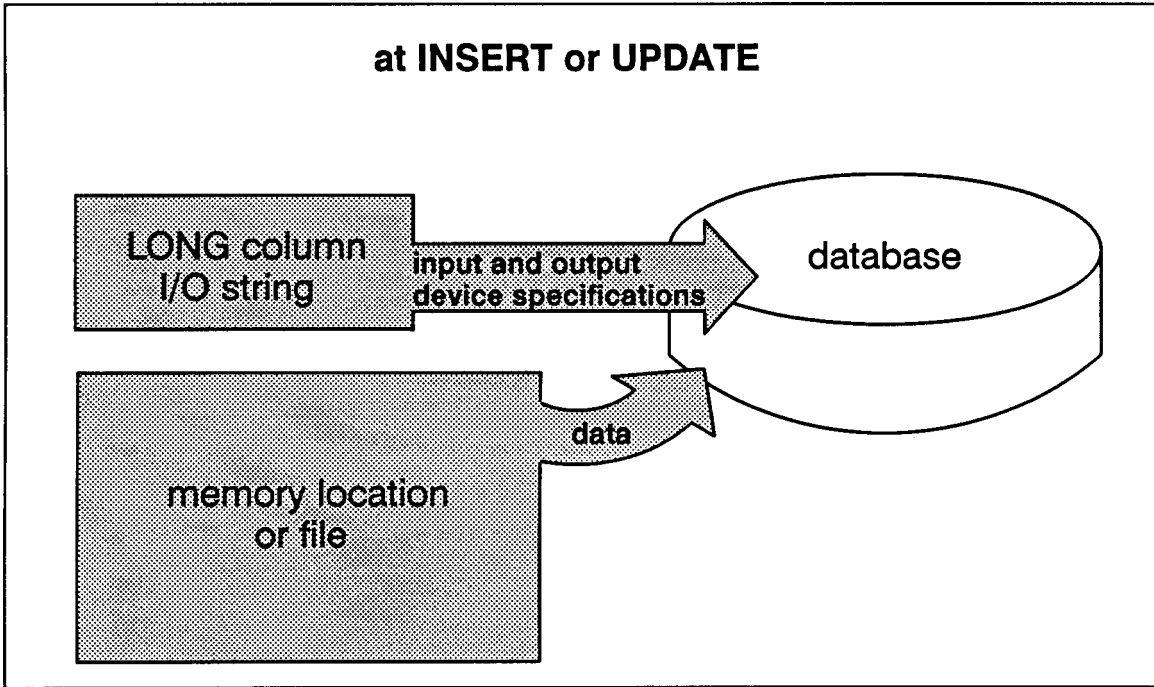 at INSERT or UPDATE
LONG column
I/O string
input and output
device specifications
database
data
memory location
or file